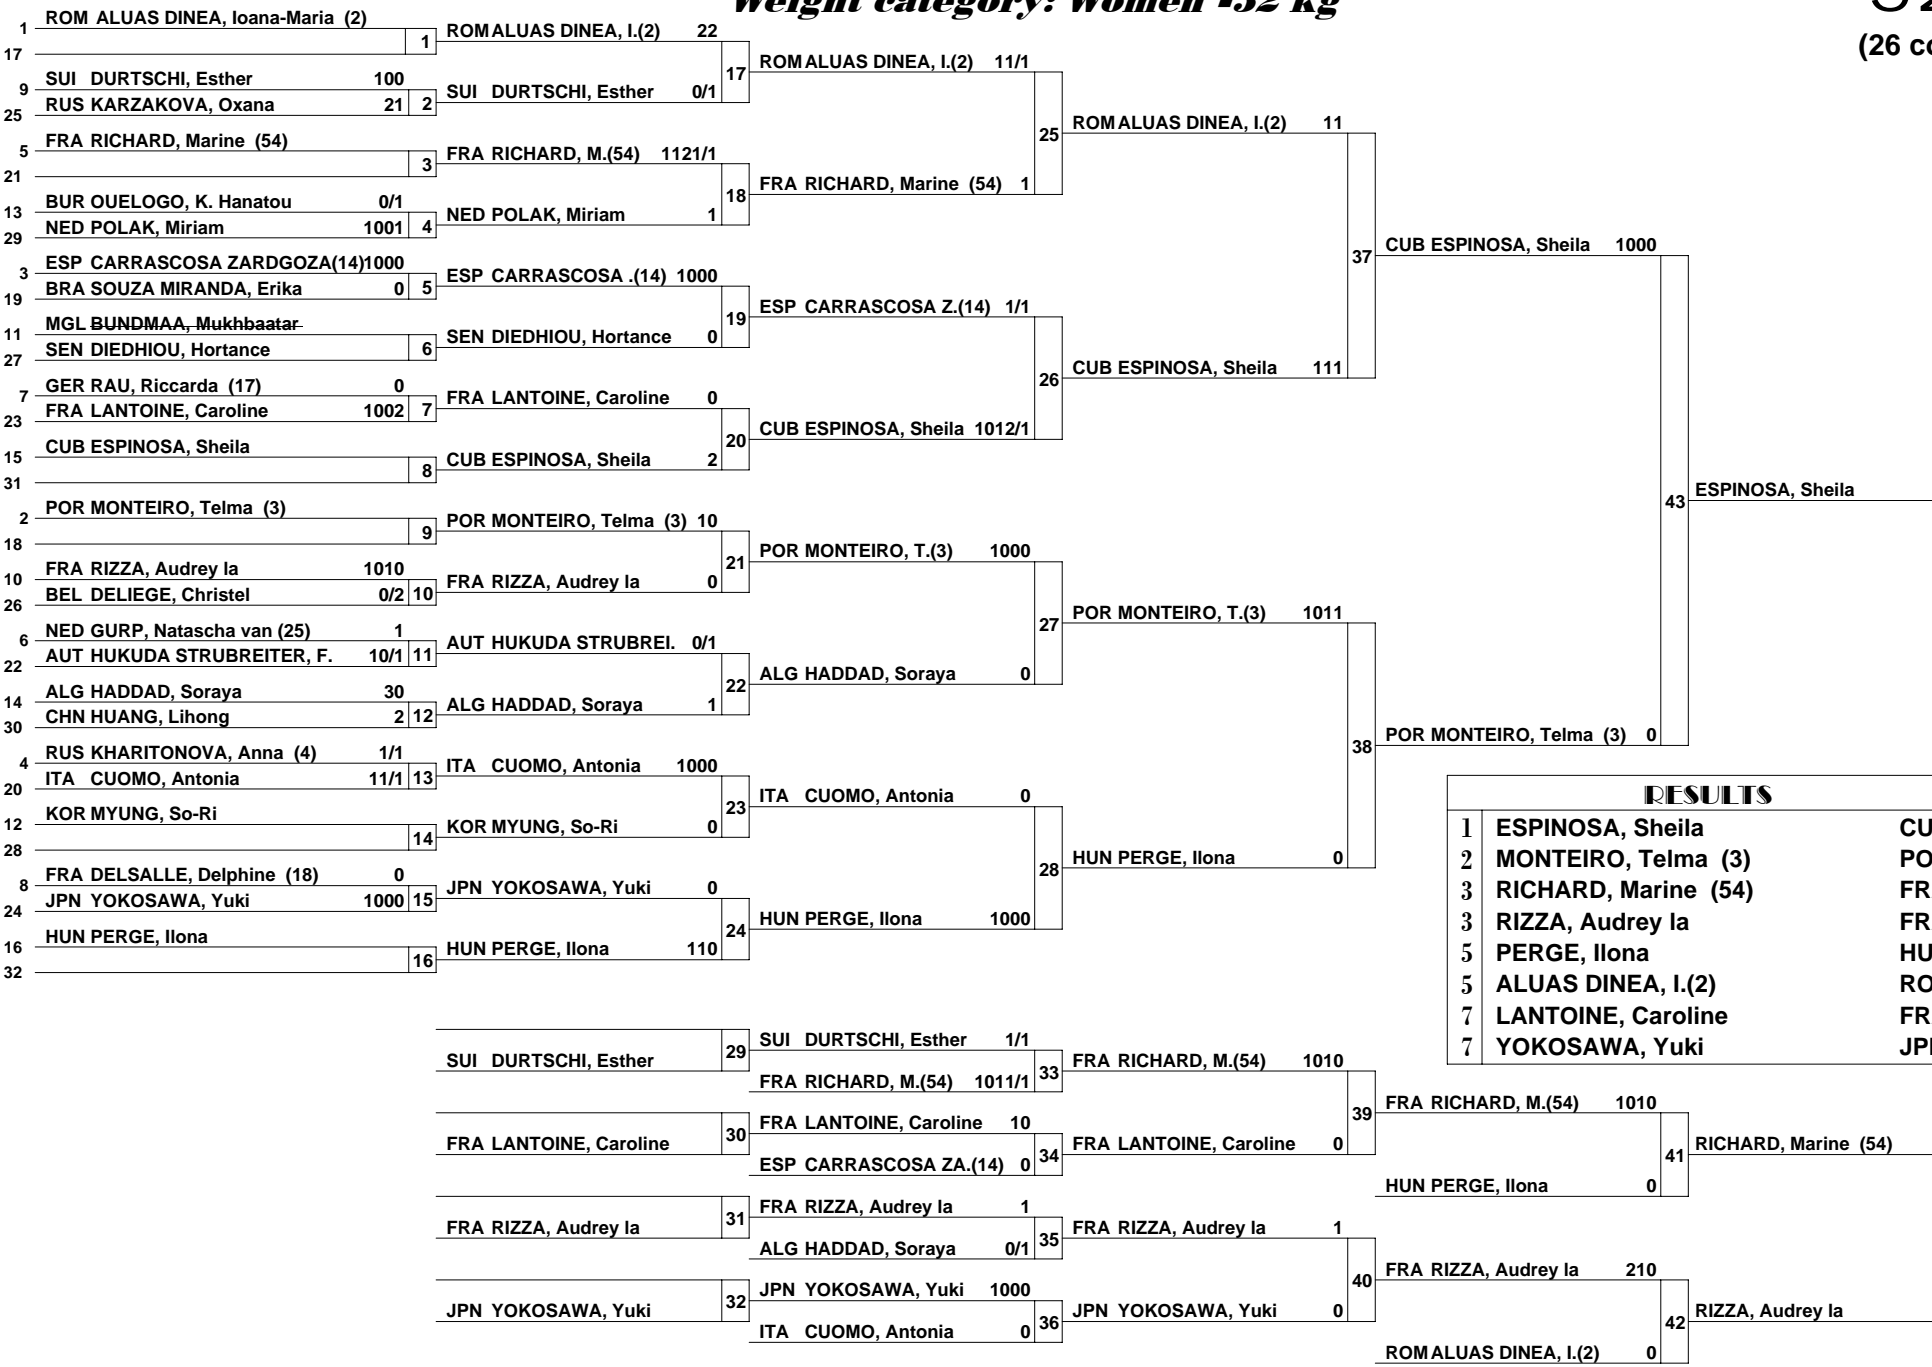 Weight category: Women -52 kg
(26
1 ROM ALUAS DINEA, Ioana-Maria (2)
17
1
9 SUI DURTSCHI, Esther 100
25 RUS KARZAKOVA, Oxana 21
2
5 FRA RICHARD, Marine (54)
21
3
13 BUR OUELOGO, K. Hanatou 0/1
29 NED POLAK, Miriam 1001
4
3 ESP CARRASCOSA ZARDGOZA(14)1000
19 BRA SOUZA MIRANDA, Erika 0
5
11 MGL BUNDMAA, Mukhbaatar
27 SEN DIEDHIOU, Hortance
6
7 GER RAU, Riccarda (17) 0
23 FRA LANTOINE, Caroline 1002
7
15 CUB ESPINOSA, Sheila
31
8
2 POR MONTEIRO, Telma (3)
18
9
10 FRA RIZZA, Audrey la 1010
26 BEL DELIEGE, Christel 0/2
10
6 NED GURP, Natascha van (25) 1
22 AUT HUKUDA STRUBREITER, F. 10/1
11
14 ALG HADDAD, Soraya 30
30 CHN HUANG, Lihong 2
12
4 RUS KHARITONOVA, Anna (4) 1/1
20 ITA CUOMO, Antonia 11/1
13
12 KOR MYUNG, So-Ri
28
14
8 FRA DELSALLE, Delphine (18) 0
24 JPN YOKOSAWA, Yuki 1000
15
16 HUN PERGE, Ilona
32
16
ROM ALUAS DINEA, I.(2) 22
17
SUI DURTSCHI, Esther 0/1
FRA RICHARD, M.(54) 1121/1
18
NED POLAK, Miriam 1
ESP CARRASCOSA .(14) 1000
19
SEN DIEDHIOU, Hortance 0
FRA LANTOINE, Caroline 0
20
CUB ESPINOSA, Sheila 2
POR MONTEIRO, Telma (3) 10
21
FRA RIZZA, Audrey la 0
AUT HUKUDA STRUBREI. 0/1
22
ALG HADDAD, Soraya 1
ITA CUOMO, Antonia 1000
23
KOR MYUNG, So-Ri 0
JPN YOKOSAWA, Yuki 0
24
HUN PERGE, Ilona 110
ROM ALUAS DINEA, I.(2) 11/1
25
FRA RICHARD, Marine (54) 1
ESP CARRASCOSA Z.(14) 1/1
26
CUB ESPINOSA, Sheila 1012/1
POR MONTEIRO, T.(3) 1000
27
ALG HADDAD, Soraya 0
ITA CUOMO, Antonia 0
28
HUN PERGE, Ilona 1000
ROM ALUAS DINEA, I.(2) 11
37
CUB ESPINOSA, Sheila 111
POR MONTEIRO, T.(3) 1011
38
HUN PERGE, Ilona 0
CUB ESPINOSA, Sheila 1000
43
POR MONTEIRO, Telma (3) 0
ESPINOSA, Sheila
RESULTS
1 ESPINOSA, Sheila CU
2 MONTEIRO, Telma (3) PO
3 RICHARD, Marine (54) FR
3 RIZZA, Audrey la FR
5 PERGE, Ilona HU
5 ALUAS DINEA, I.(2) RO
7 LANTOINE, Caroline FR
7 YOKOSAWA, Yuki JP
SUI DURTSCHI, Esther
29
FRA LANTOINE, Caroline
30
FRA RIZZA, Audrey la
31
JPN YOKOSAWA, Yuki
32
SUI DURTSCHI, Esther 1/1
33
FRA RICHARD, M.(54) 1011/1
FRA LANTOINE, Caroline 10
34
ESP CARRASCOSA ZA.(14) 0
FRA RIZZA, Audrey la 1
35
ALG HADDAD, Soraya 0/1
JPN YOKOSAWA, Yuki 1000
36
ITA CUOMO, Antonia 0
FRA RICHARD, M.(54) 1010
39
FRA LANTOINE, Caroline 0
FRA RIZZA, Audrey la 1
40
JPN YOKOSAWA, Yuki 0
FRA RICHARD, M.(54) 1010
41
HUN PERGE, Ilona 0
FRA RIZZA, Audrey la 210
42
ROM ALUAS DINEA, I.(2) 0
RICHARD, Marine (54)
RIZZA, Audrey la